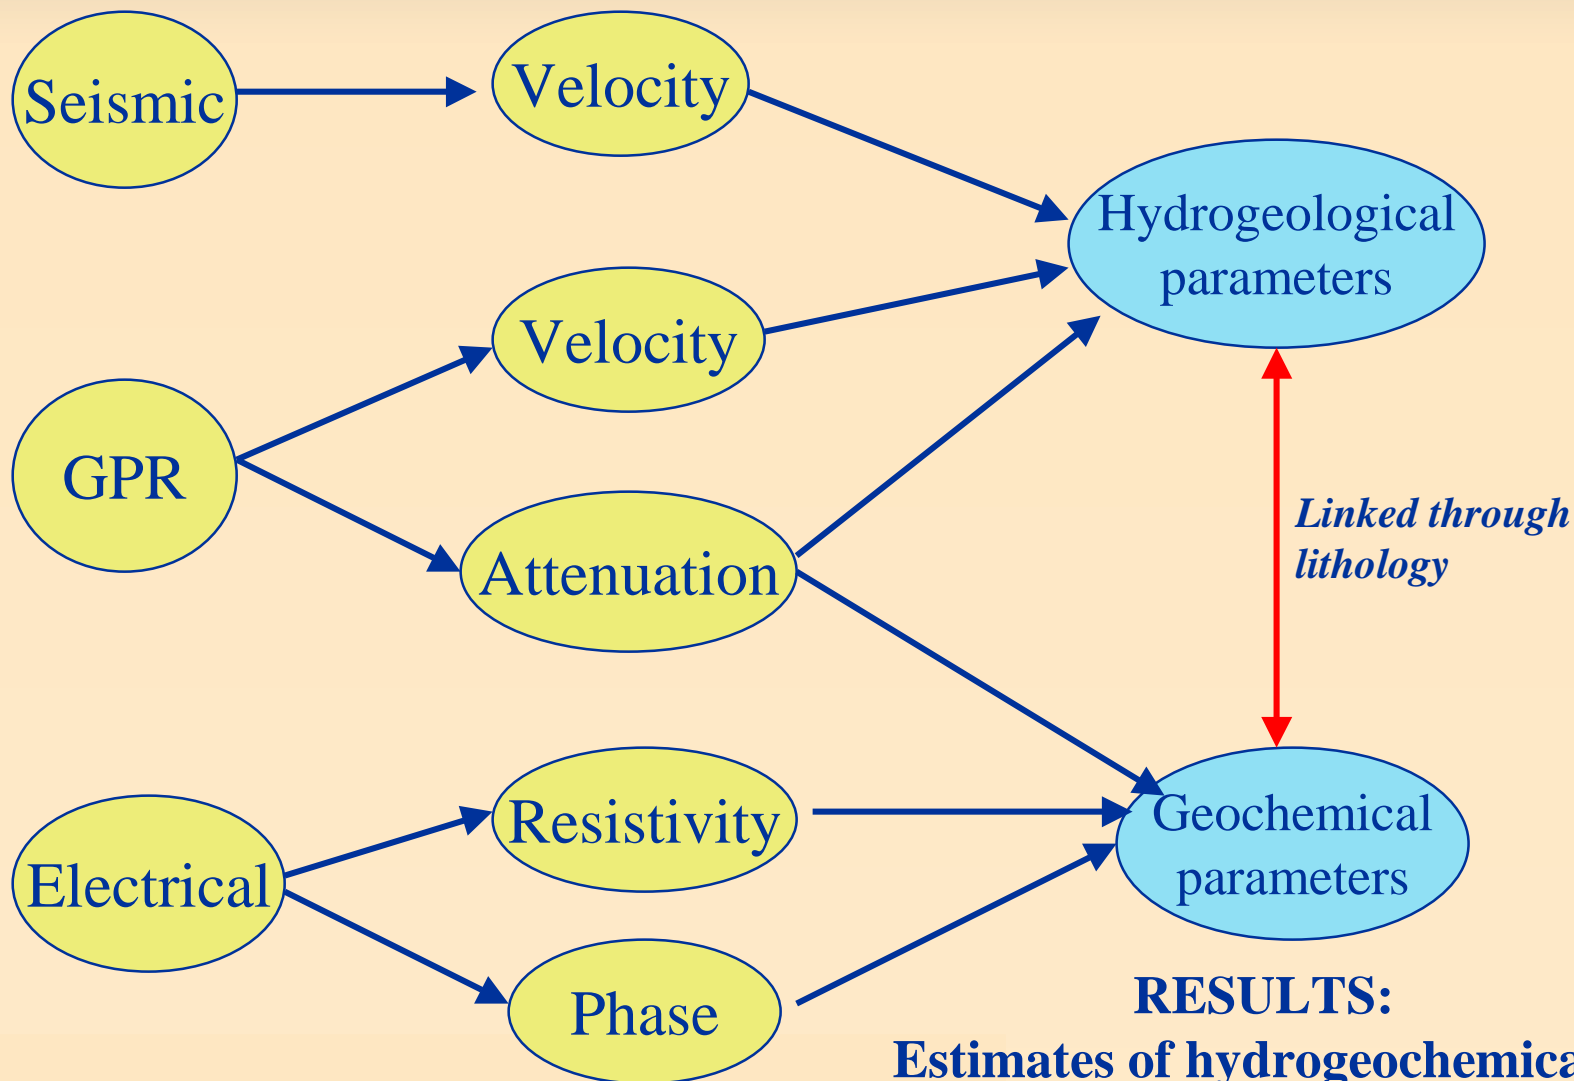 Seismic
Velocity
Hydrogeological
parameters
Velocity
GPR
Attenuation
Linked through
lithology
Resistivity
Geochemical
parameters
Electrical
Phase
RESULTS:
Estimates of hydrogeochemica